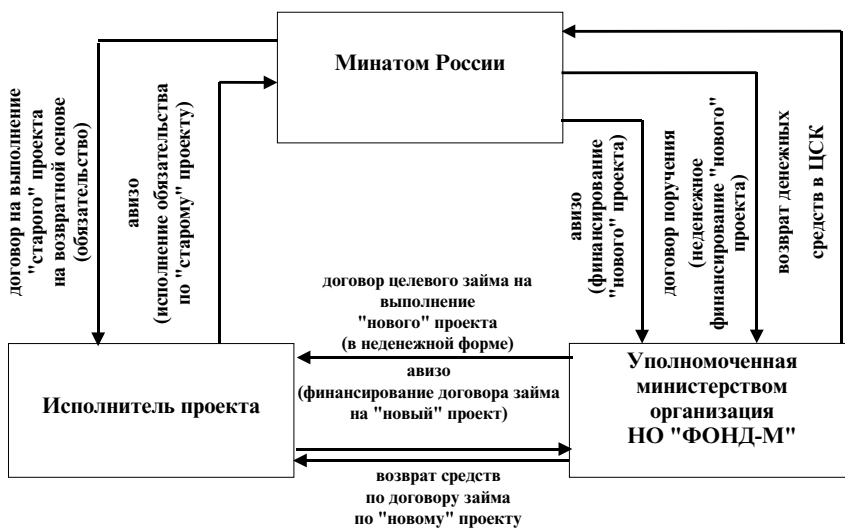 Минатом России
договор на выполнение
"старого" проекта
на возвратной основе
(обязательство)
авизо
(исполнение обязательства
по "старому" проекту)
авизо
(финансирование
"нового" проекта)
договор поручения
(неденежное
финансирование "нового"
проекта)
возврат денежных
средств в ЦСК
договор целевого займа на
выполнение
"нового" проекта
(в неденежной форме)
авизо
(финансирование договора займа
на "новый" проект)
Исполнитель проекта
Уполномоченная
министерством
организация
НО "ФОНД-М"
возврат средств
по договору займа
по "новому" проекту